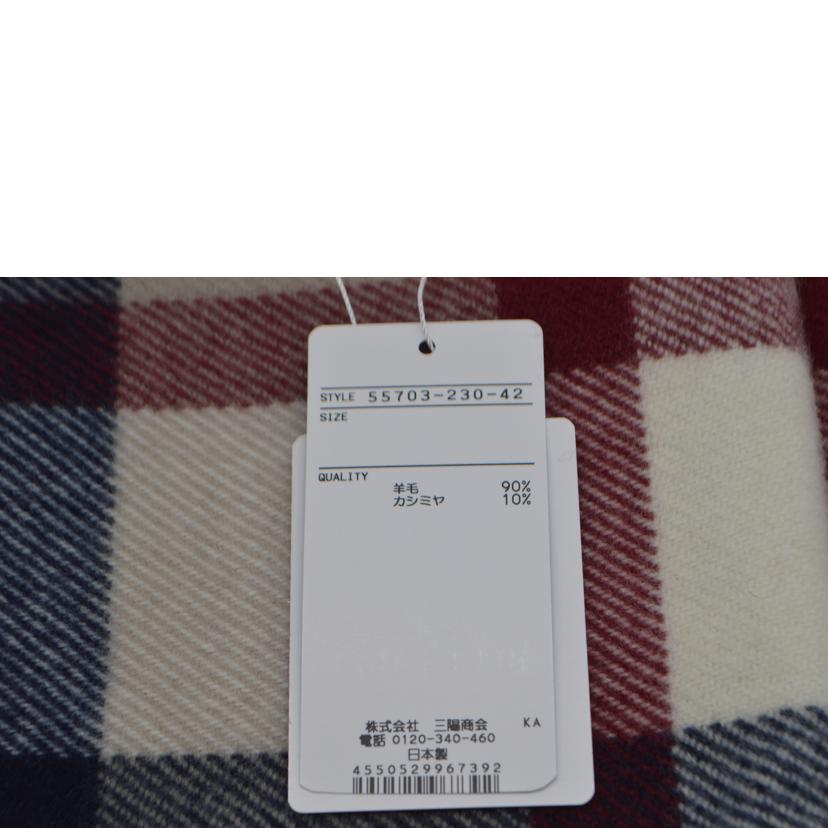 STYLE 55703-230-42
SIZE
QUALITY
羊毛 90%
カシミヤ 10%
株式会社 三陽商会 KA
電話 0120-340-460
日本製
4550529967392